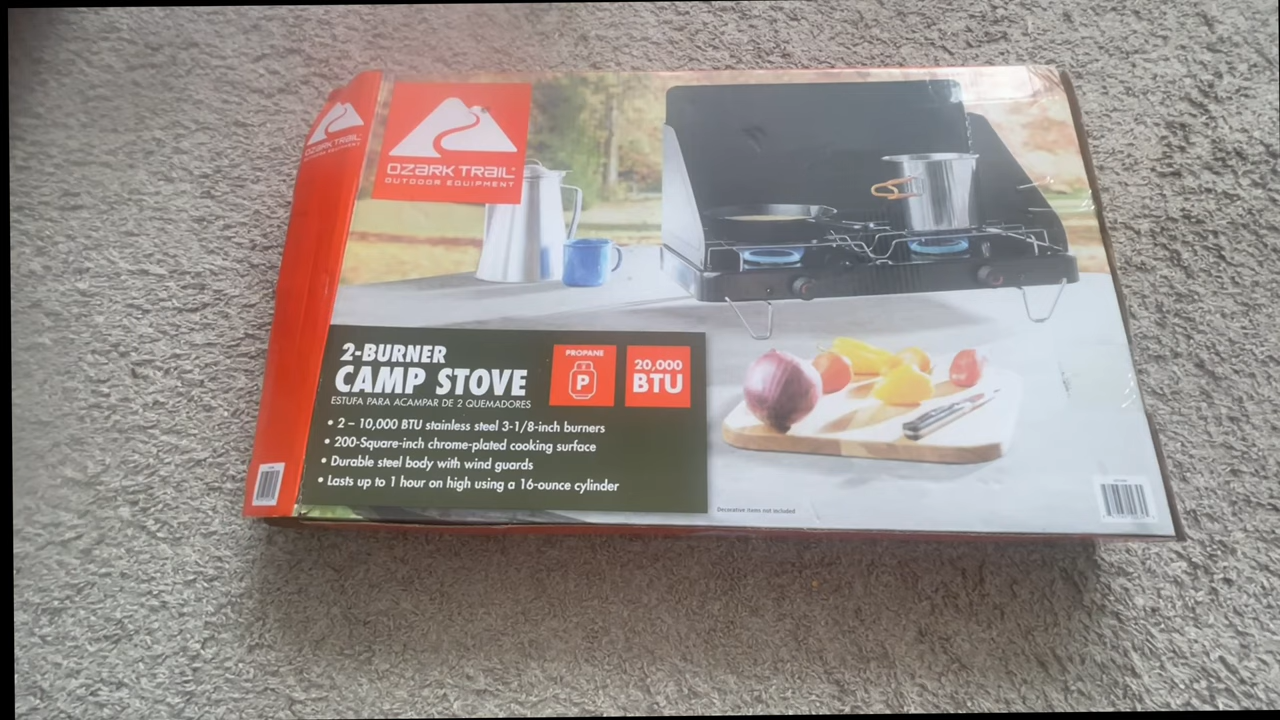 OZARK TRAIL
OUTDOOR EQUIPMENT
OZARK TRAIL
OUTDOOR EQUIPMENT
2-BURNER
CAMP STOVE
ESTUFA PARA ACAMPAR DE 2 QUEMADORES
PROPANE
P
20,000
BTU
• 2 – 10,000 BTU stainless steel 3-1/8-inch burners
• 200-Square-inch chrome-plated cooking surface
• Durable steel body with wind guards
• Lasts up to 1 hour on high using a 16-ounce cylinder
Decorative items not included